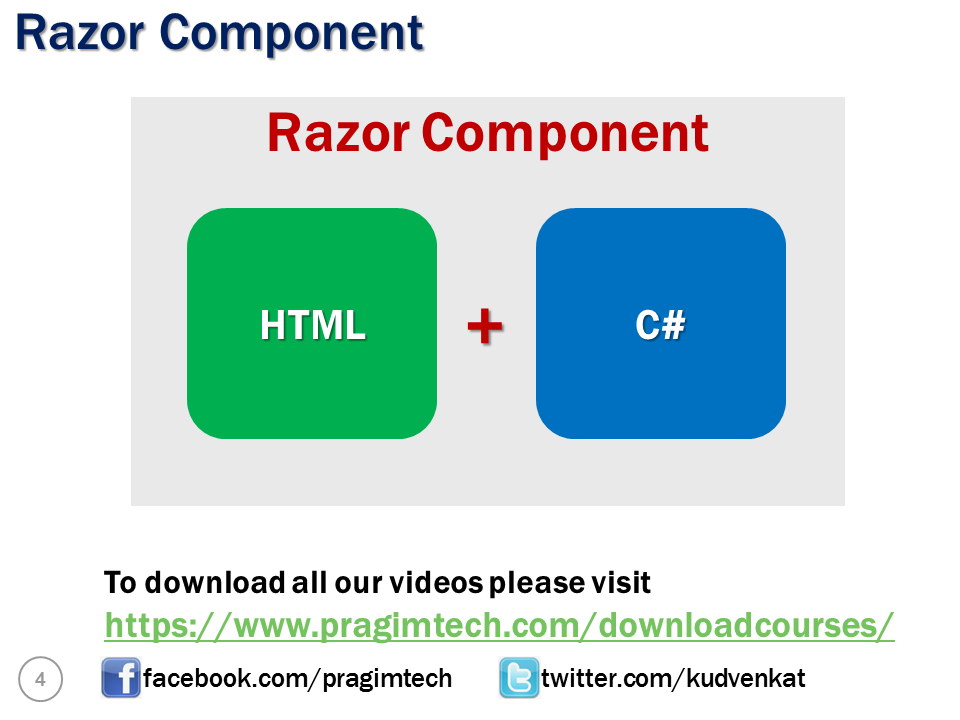 Razor Component
Razor Component
HTML + C#
To download all our videos please visit
https://www.pragimtech.com/downloadcourses/
4 facebook.com/pragimtech twitter.com/kudvenkat